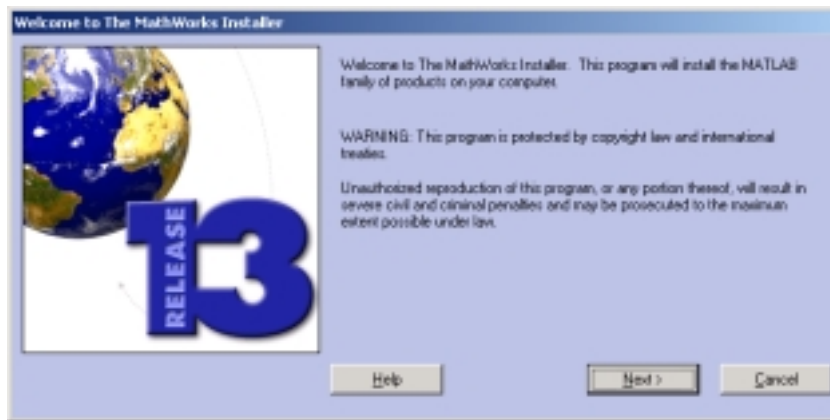 Welcome to The MathWorks Installer
Welcome to The MathWorks Installer. This program will install the MATLAB
family of products on your computer.
WARNING: This program is protected by copyright law and international
treaties.
Unauthorized reproduction of this program, or any portion thereof, will result in
severe civil and criminal penalties and may be prosecuted to the maximum
extent possible under law.
RELEASE
13
Help
Next >
Cancel